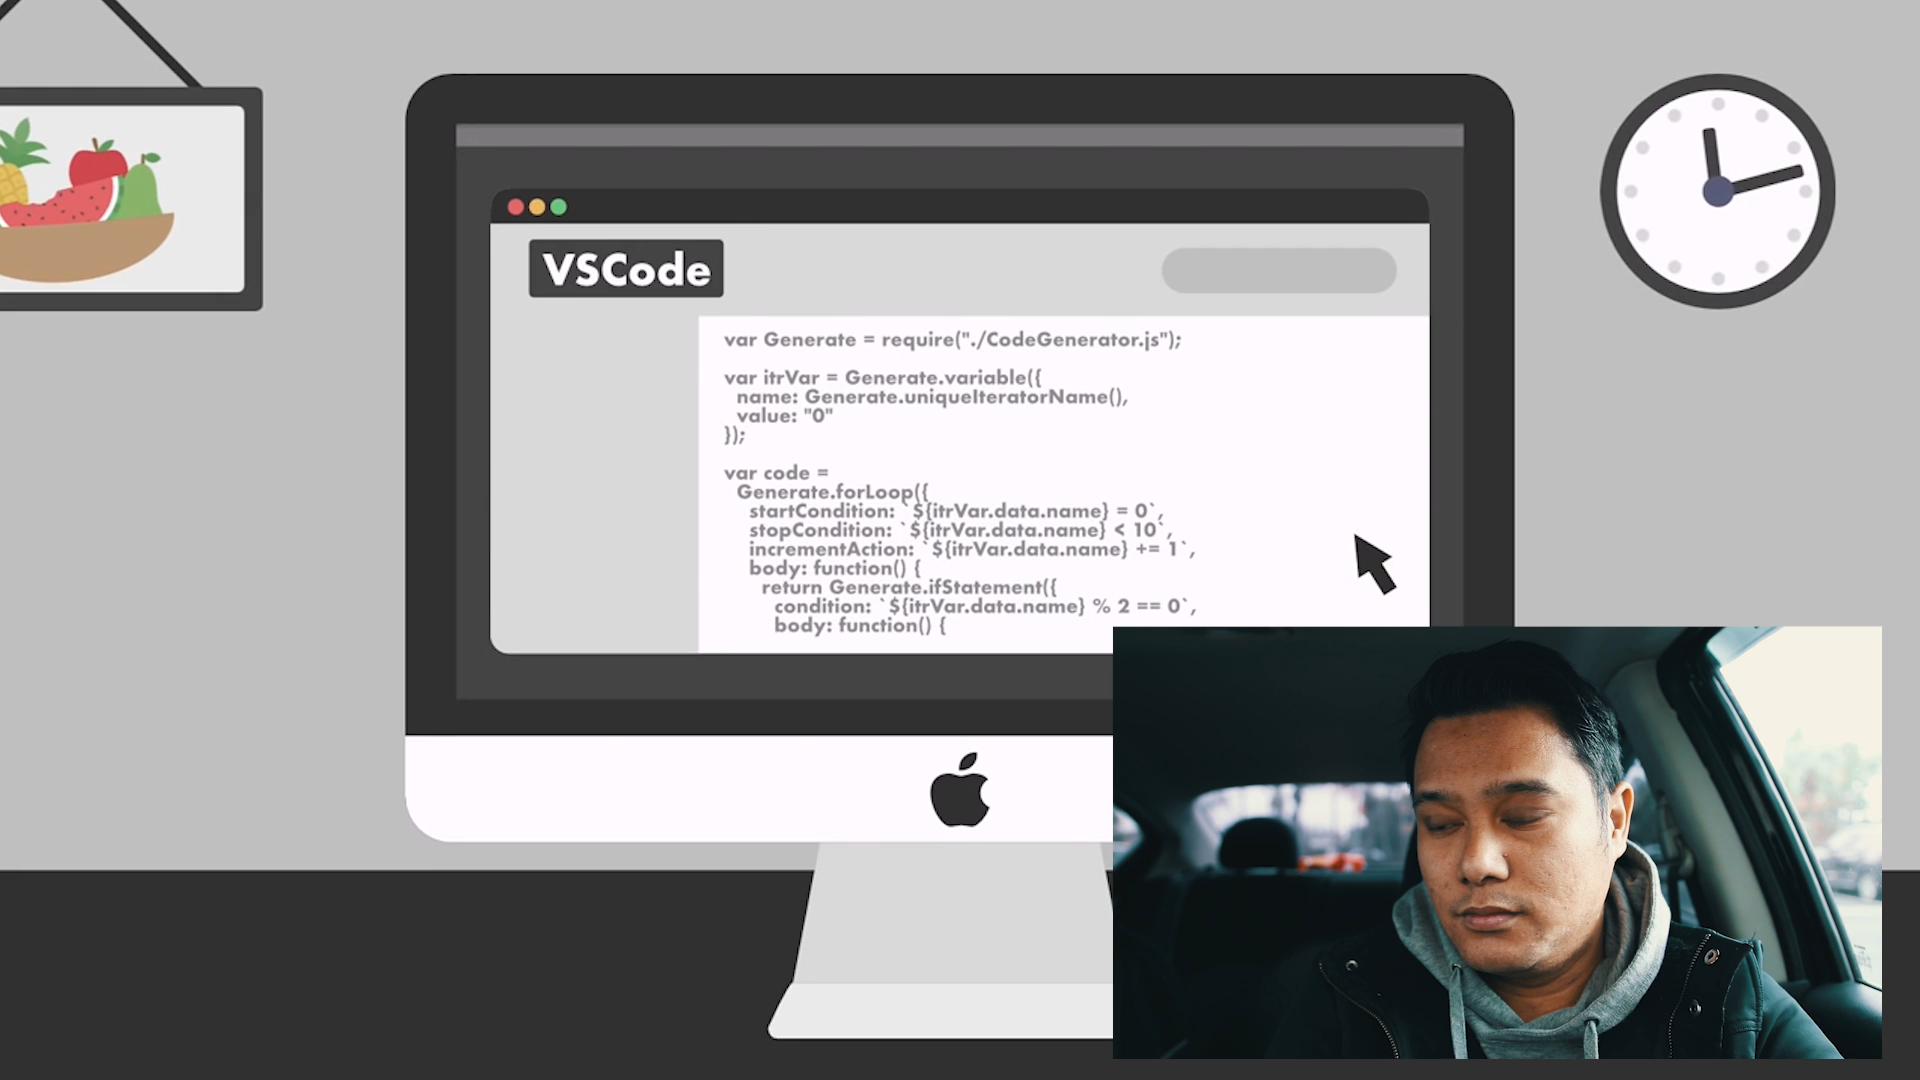 VSCode
var Generate = require("./CodeGenerator.js");
var itrVar = Generate.variable({
name: Generate.uniqueIteratorName(),
value: "0"
});
var code =
Generate.forLoop({
startCondition: `${itrVar.data.name} = 0`,
stopCondition: `${itrVar.data.name} < 10`,
incrementAction: `${itrVar.data.name} += 1`,
body: function() {
return Generate.ifStatement({
condition: `${itrVar.data.name} % 2 == 0`,
body: function() {